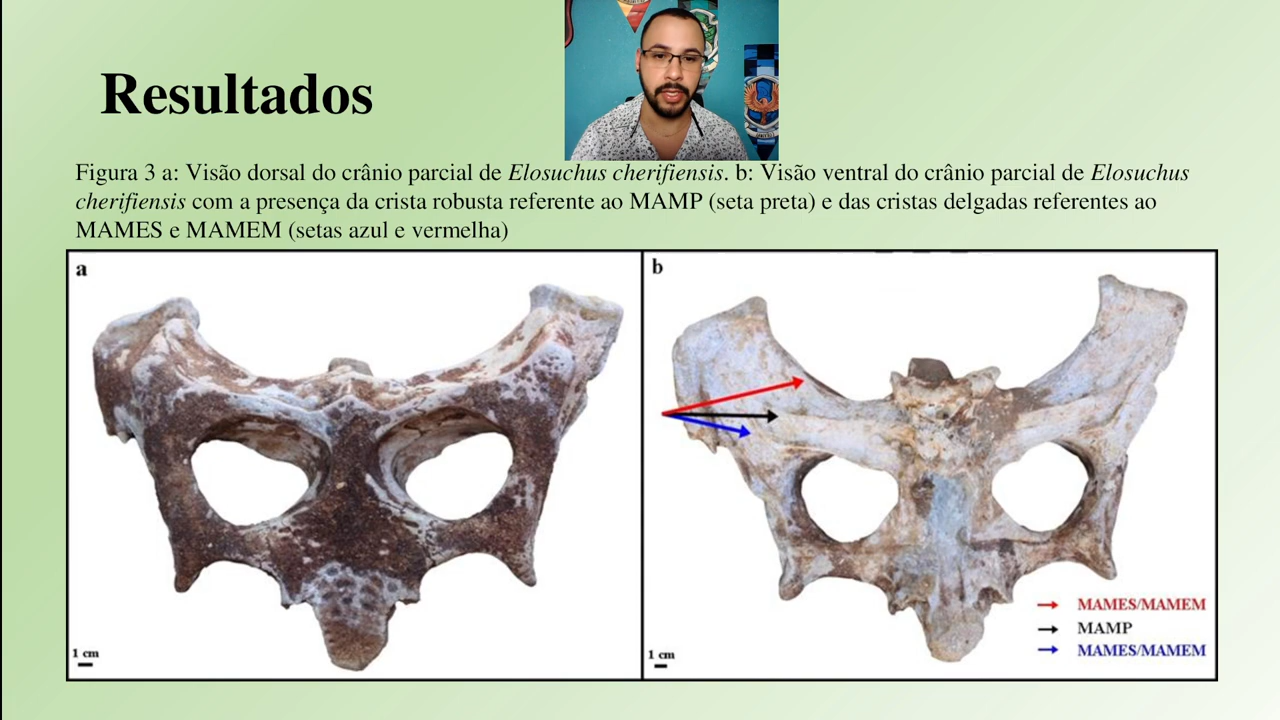 Resultados
Figura 3 a: Visão dorsal do crânio parcial de Elosuchus cherifiensis. b: Visão ventral do crânio parcial de Elosuchus
cherifiensis com a presença da crista robusta referente ao MAMP (seta preta) e das cristas delgadas referentes ao
MAMES e MAMEM (setas azul e vermelha)
a
b
MAMES/MAMEM
MAMP
MAMES/MAMEM
1 cm
1 cm